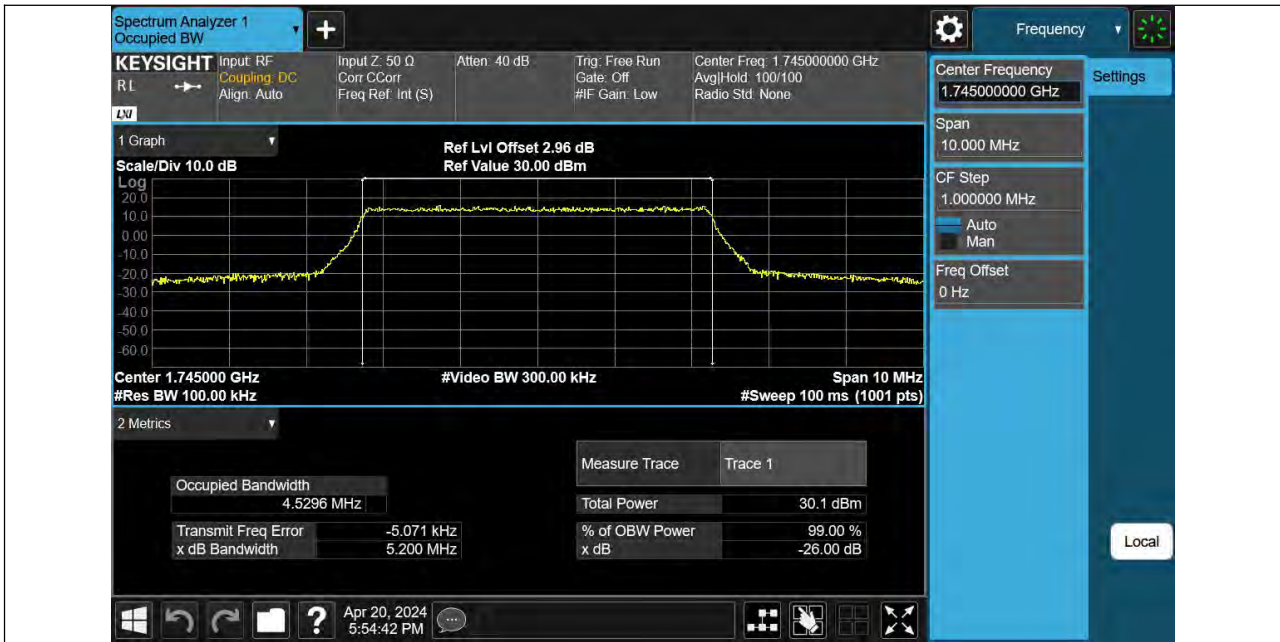 Spectrum Analyzer 1
Occupied BW
+
Frequency
KEYSIGHT
RL
LXI
Input: RF
Coupling: DC
Align: Auto
Input Z: 50 Ω
Corr CCorr
Freq Ref: Int (S)
Atten: 40 dB
Trig: Free Run
Gate: Off
#IF Gain: Low
Center Freq: 1.745000000 GHz
Avg|Hold: 100/100
Radio Std: None
Center Frequency
1.745000000 GHz
Settings
Span
10.000 MHz
CF Step
1.000000 MHz
Auto
Man
Freq Offset
0 Hz
Local
1 Graph
Scale/Div 10.0 dB
Ref Lvl Offset 2.96 dB
Ref Value 30.00 dBm
Log
20.0
10.0
0.00
-10.0
-20.0
-30.0
-40.0
-50.0
-60.0
Center 1.745000 GHz
#Video BW 300.00 kHz
Span 10 MHz
#Res BW 100.00 kHz
#Sweep 100 ms (1001 pts)
2 Metrics
Measure Trace Trace 1
Occupied Bandwidth
4.5296 MHz
Total Power 30.1 dBm
Transmit Freq Error -5.071 kHz
% of OBW Power 99.00 %
x dB Bandwidth 5.200 MHz
x dB -26.00 dB
?
Apr 20, 2024
5:54:42 PM